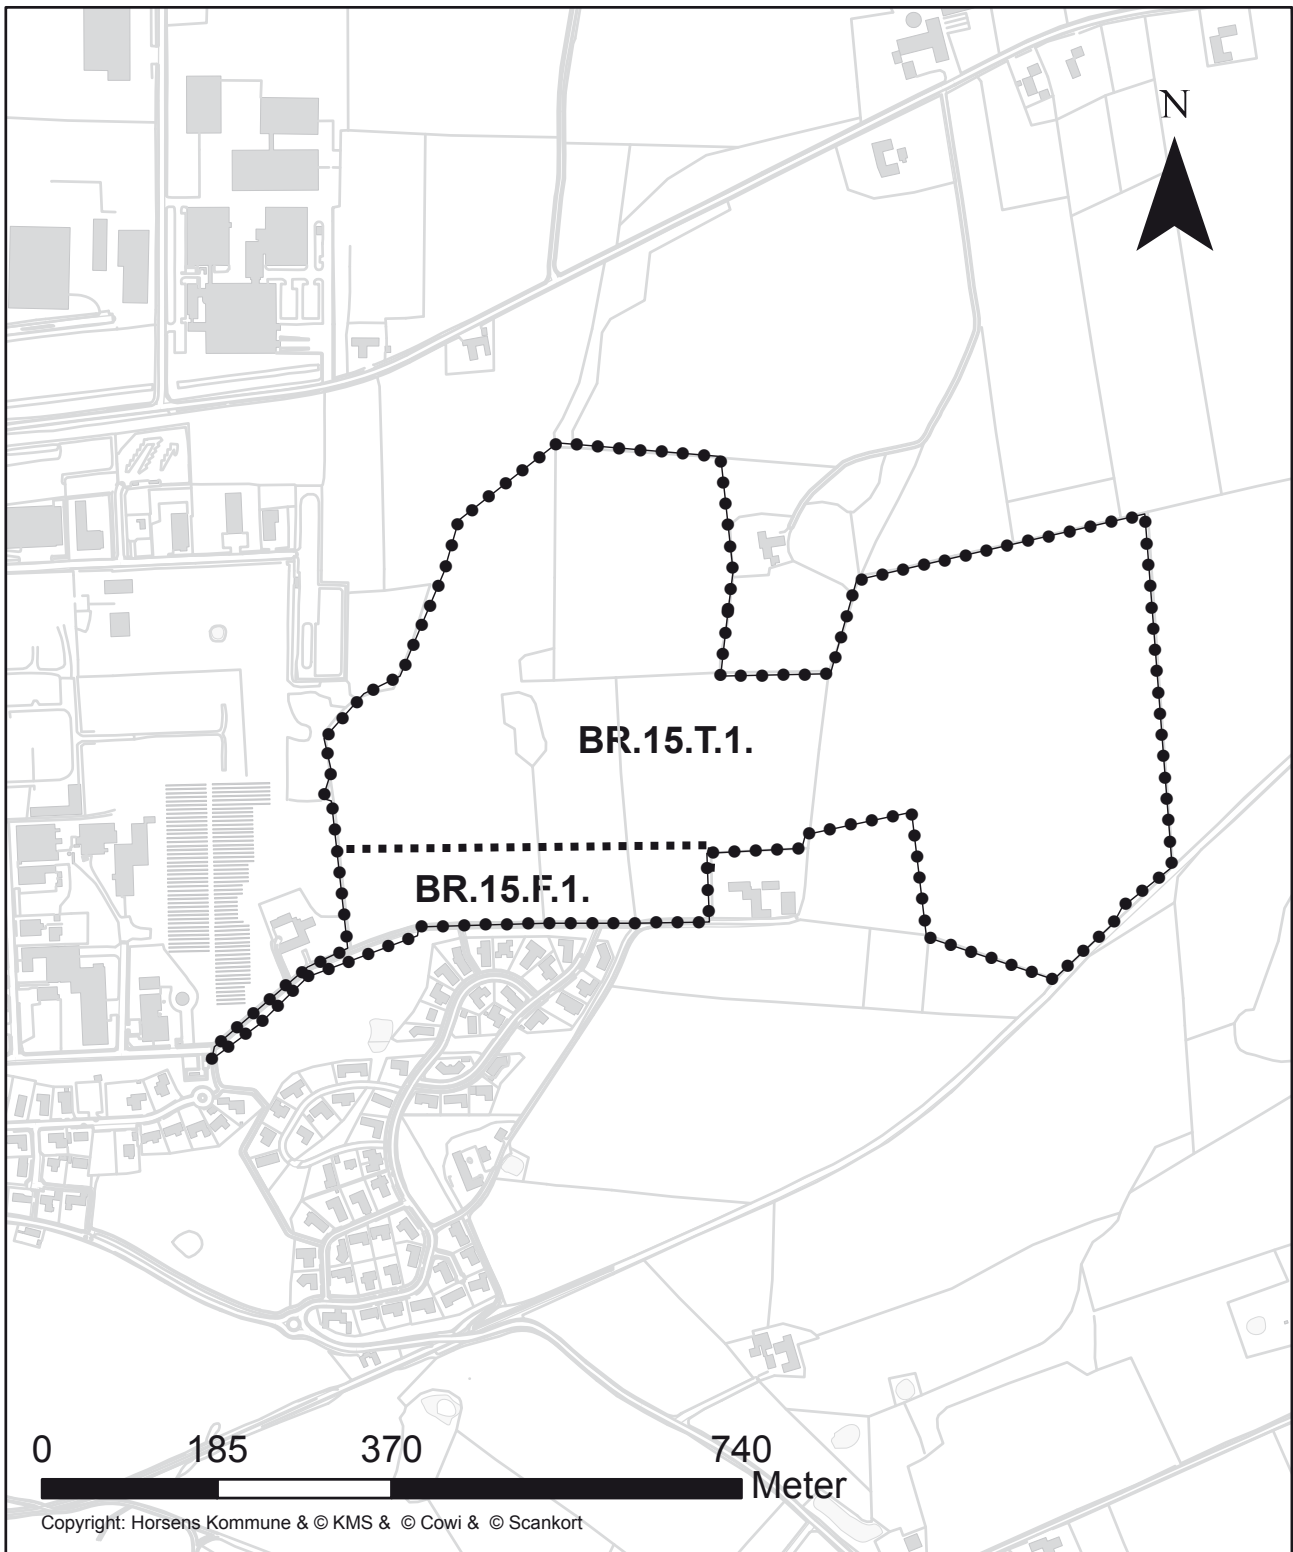 N
BR.15.T.1.
BR.15.F.1.
0 185 370 740
Meter
Copyright: Horsens Kommune & © KMS & © Cowi & © Scankort